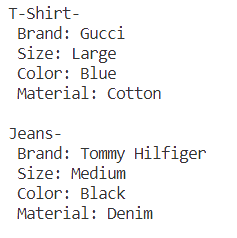 T-Shirt-
Brand: Gucci
Size: Large
Color: Blue
Material: Cotton
Jeans-
Brand: Tommy Hilfiger
Size: Medium
Color: Black
Material: Denim